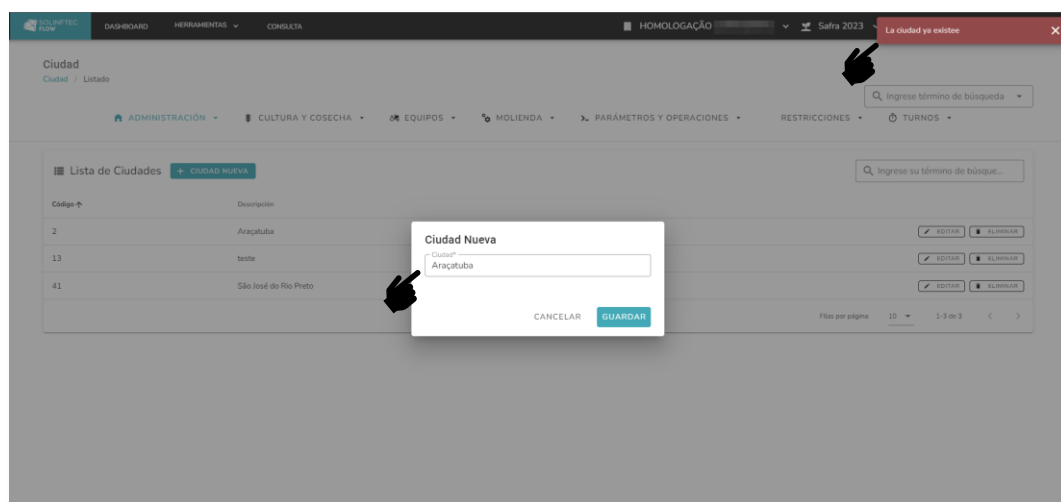 SOLINFTEC
FLOW
DASHBOARD
HERRAMIENTAS
CONSULTA
HOMOLOGAÇÃO
Safra 2023
La ciudad ya existee
Ciudad
Ciudad / Listado
Ingrese término de búsqueda
ADMINISTRACIÓN
CULTURA Y COSECHA
EQUIPOS
MOLIENDA
PARÁMETROS Y OPERACIONES
RESTRICCIONES
TURNOS
Lista de Ciudades
+ CIUDAD NUEVA
Ingrese su término de búsque...
Código
Descripción
2 Araçatuba EDITAR ELIMINAR
13 teste EDITAR ELIMINAR
41 São José do Rio Preto EDITAR ELIMINAR
Filas por página 10 1-3 de 3
Ciudad Nueva
Ciudad*
Araçatuba
CANCELAR GUARDAR